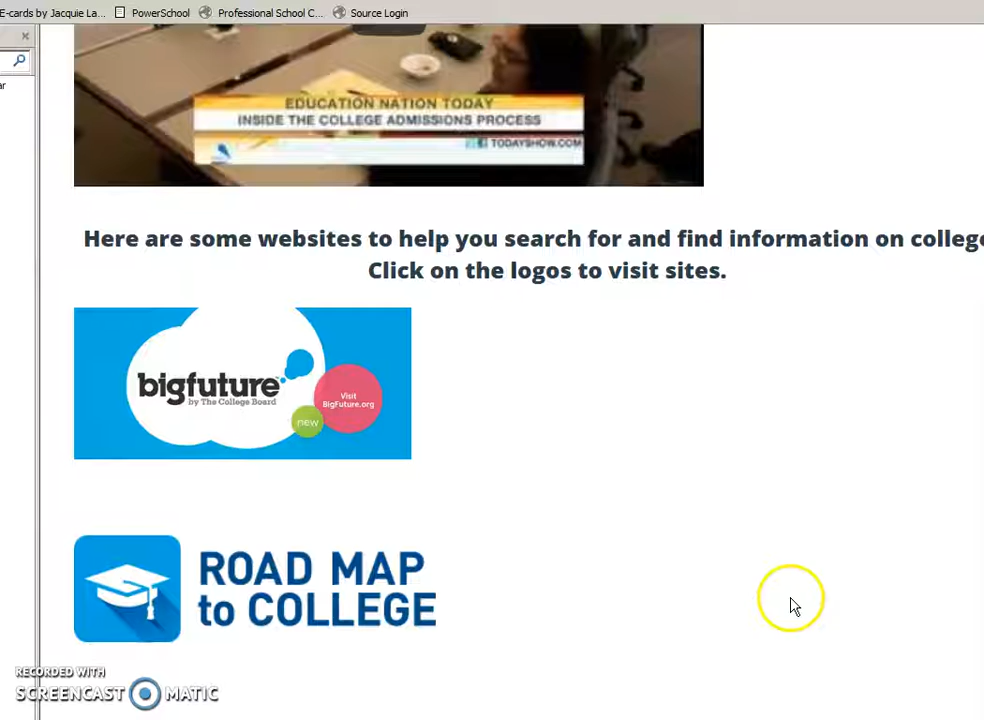 E-cards by Jacquie La... PowerSchool Professional School C... Source Login
EDUCATION NATION TODAY
INSIDE THE COLLEGE ADMISSIONS PROCESS
TODAYSHOW.COM
Here are some websites to help you search for and find information on colleg
Click on the logos to visit sites.
bigfuture
by The College Board
Visit
BigFuture.org
new
ROAD MAP
to COLLEGE
RECORDED WITH
SCREENCAST MATIC